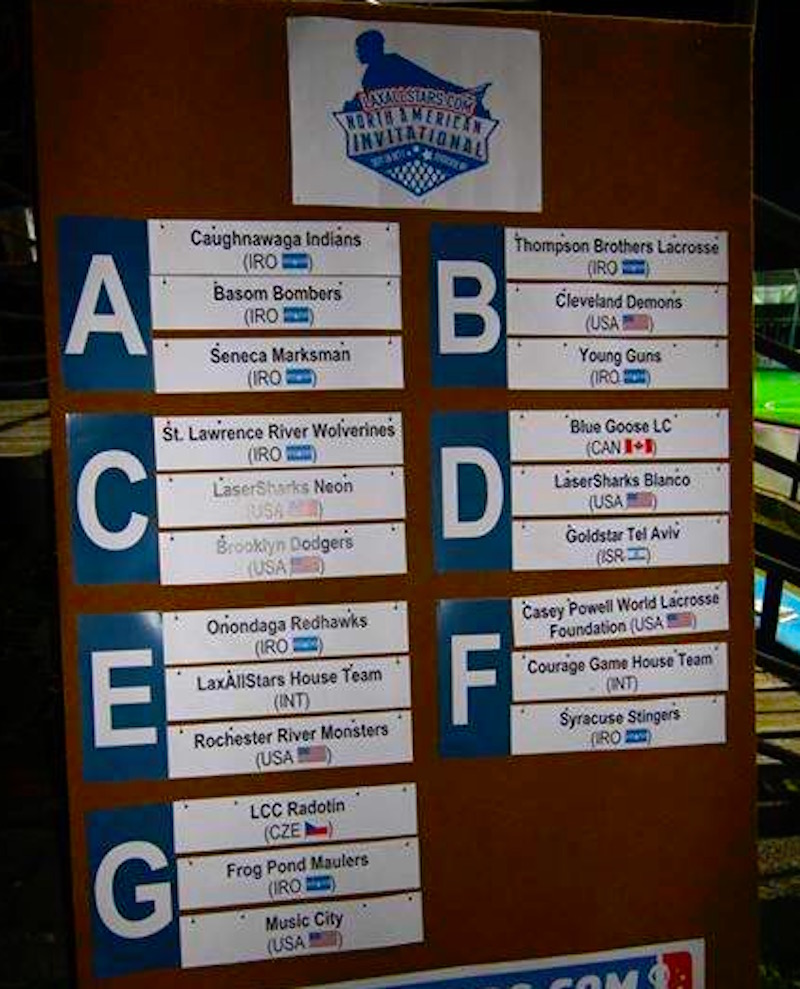 LAXALLSTARS.COM
NORTH AMERICAN
INVITATIONAL
A
Caughnawaga Indians
(IRO)
Basom Bombers
(IRO)
Seneca Marksman
(IRO)
B
Thompson Brothers Lacrosse
(IRO)
Cleveland Demons
(USA)
Young Guns
(IRO)
C
St. Lawrence River Wolverines
(IRO)
LaserSharks Neon
(USA)
Brooklyn Dodgers
(USA)
D
Blue Goose LC
(CAN)
LaserSharks Blanco
(USA)
Goldstar Tel Aviv
(ISR)
E
Onondaga Redhawks
(IRO)
LaxAllStars House Team
(INT)
Rochester River Monsters
(USA)
F
Casey Powell World Lacrosse
Foundation (USA)
Courage Game House Team
(INT)
Syracuse Stingers
(IRO)
G
LCC Radotin
(CZE)
Frog Pond Maulers
(IRO)
Music City
(USA)
.COM